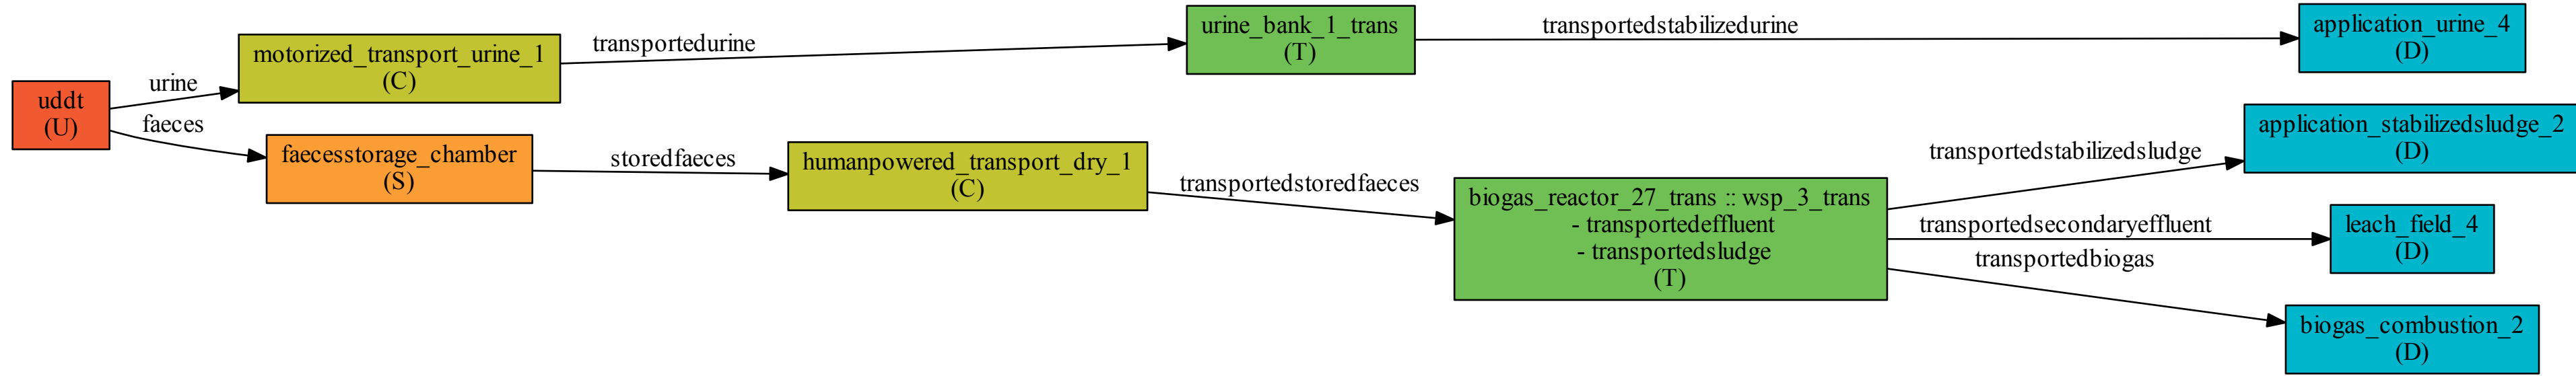 uddt
(U)
urine
faeces
motorized_transport_urine_1
(C)
faecesstorage_chamber
(S)
transportedurine
storedfaeces
humanpowered_transport_dry_1
(C)
transportedstoredfaeces
urine_bank_1_trans
(T)
biogas_reactor_27_trans :: wsp_3_trans
- transportedeffluent
- transportedsludge
(T)
transportedstabilizedurine
transportedstabilizedsludge
transportedsecondaryeffluent
transportedbiogas
application_urine_4
(D)
application_stabilizedsludge_2
(D)
leach_field_4
(D)
biogas_combustion_2
(D)